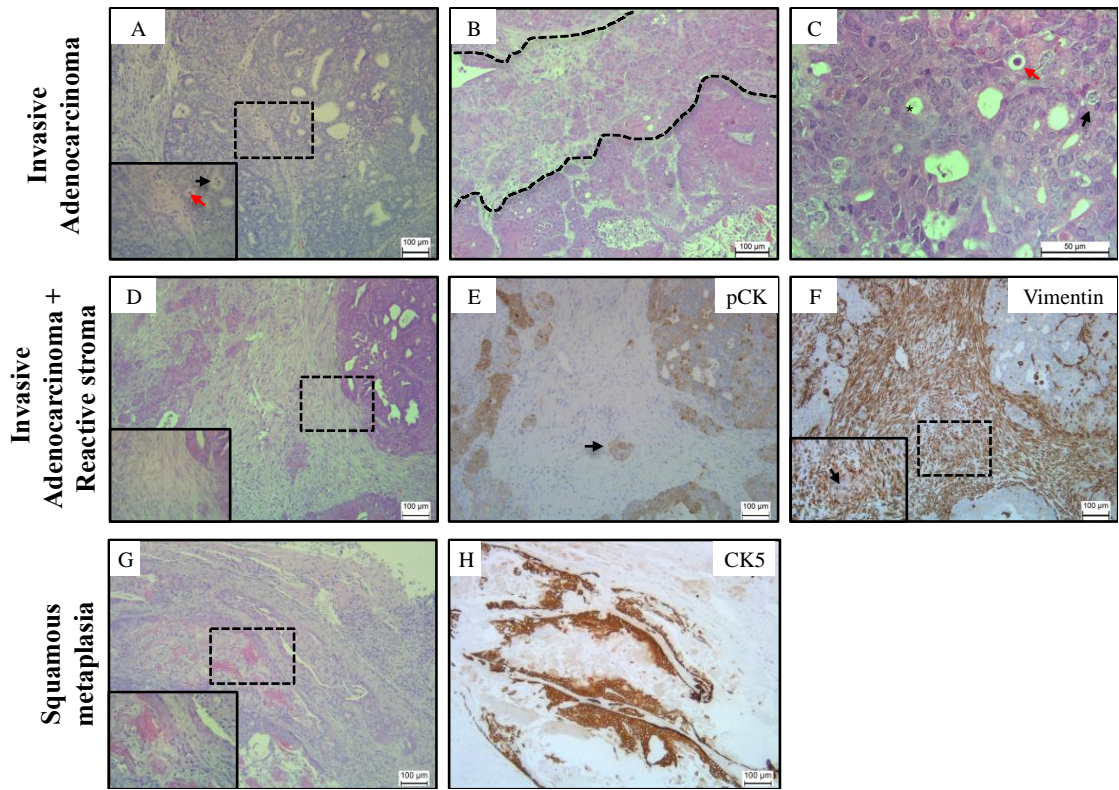 Invasive
Adenocarcinoma
A
100 µm
B
100 µm
C
*
50 µm
Invasive
Adenocarcinoma +
Reactive stroma
D
100 µm
E
pCK
100 µm
F
Vimentin
100 µm
Squamous
metaplasia
G
100 µm
H
CK5
100 µm